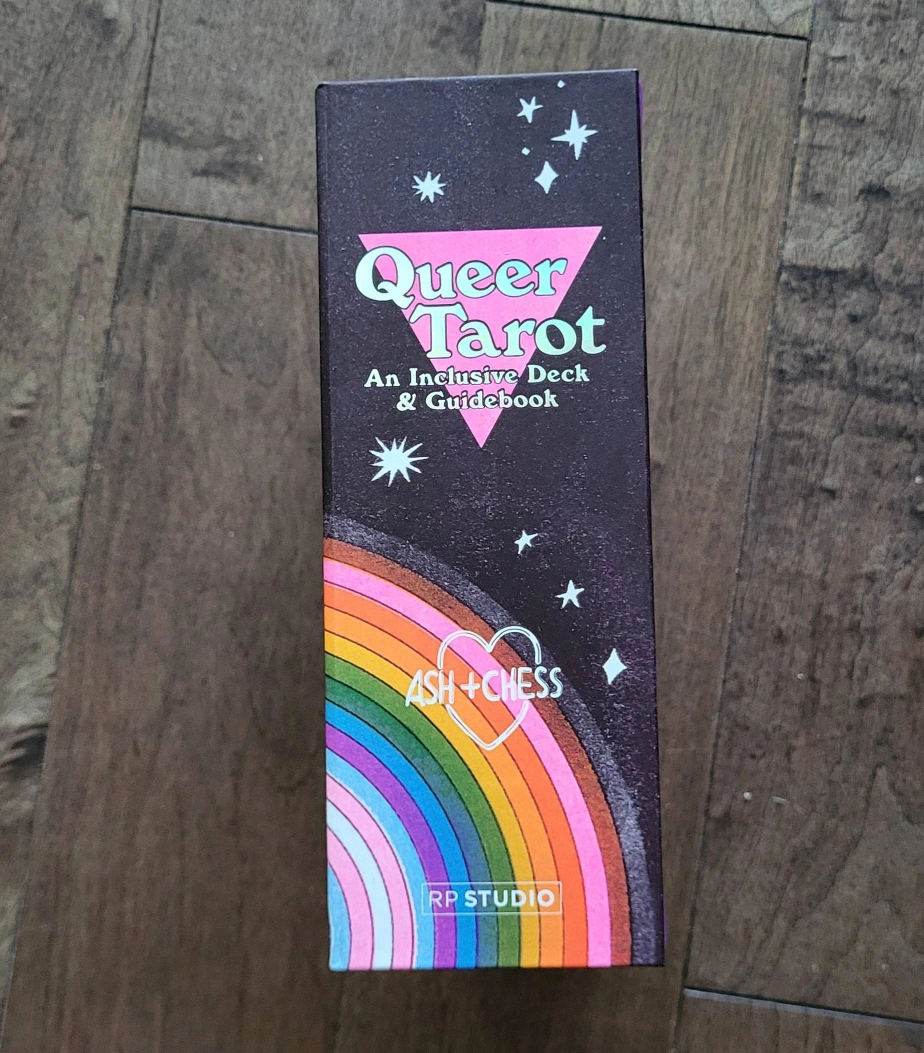 Queer
Tarot
An Inclusive Deck
& Guidebook
ASH + CHESS
RP STUDIO